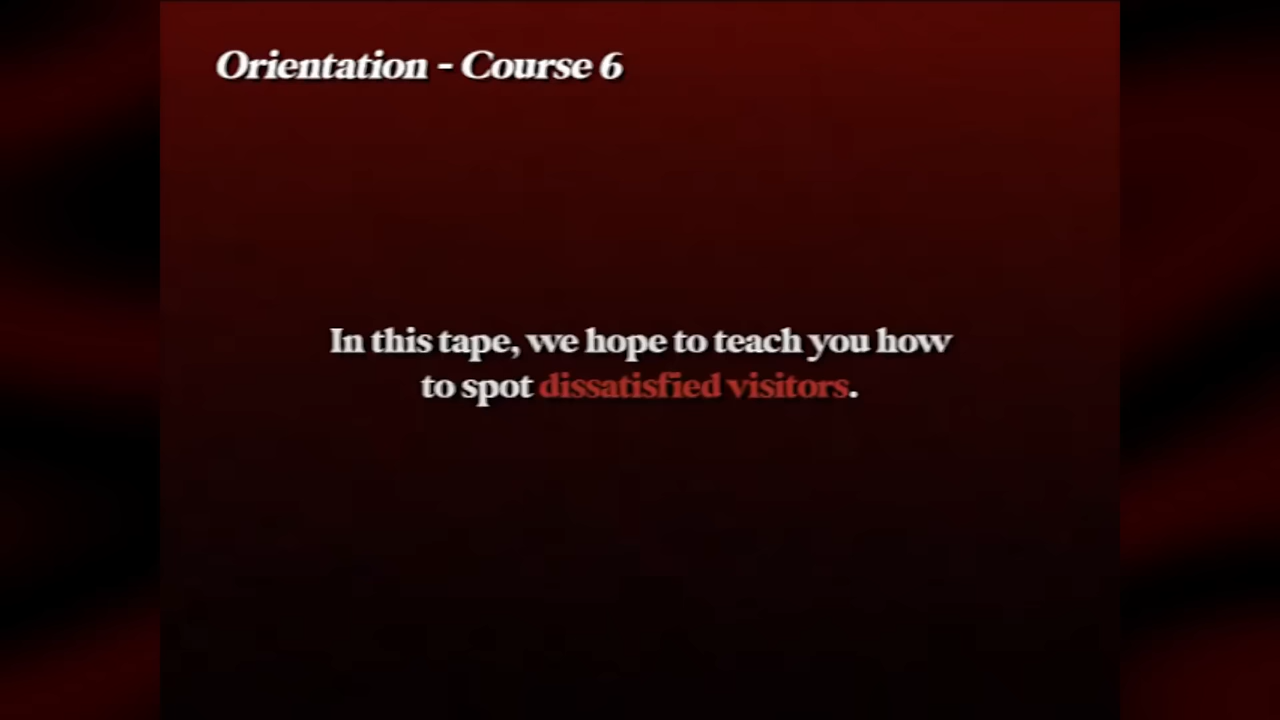 Orientation - Course 6
In this tape, we hope to teach you how
to spot dissatisfied visitors.